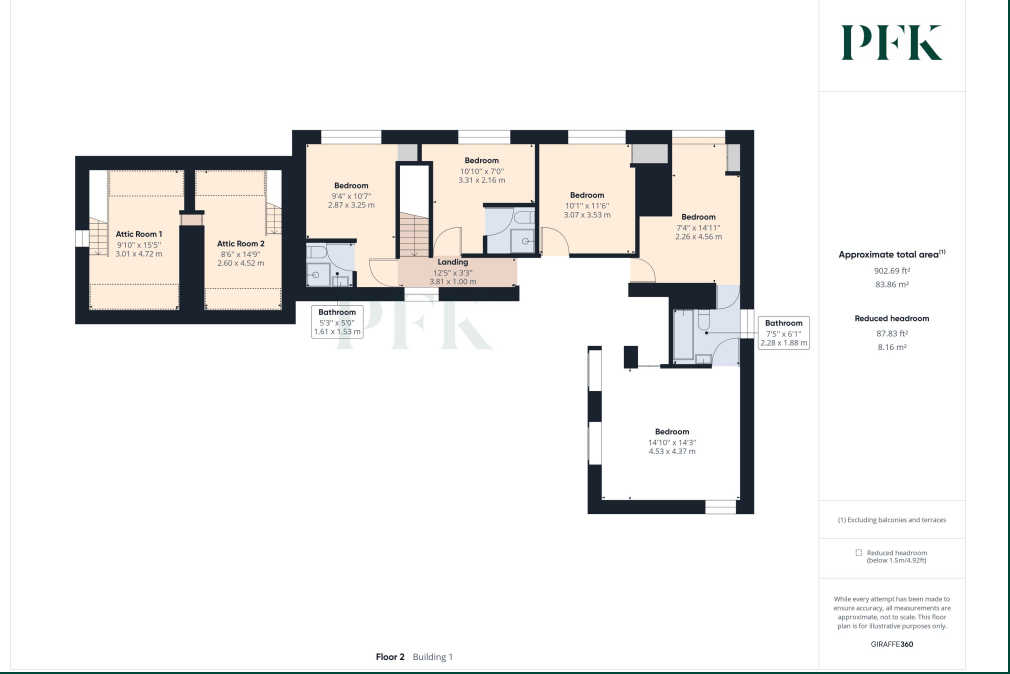 PFK
Bedroom
9'4" x 10'7"
2.87 x 3.25 m
Bedroom
10'10" x 7'0"
3.31 x 2.16 m
Bedroom
10'1" x 11'6"
3.07 x 3.53 m
Bedroom
7'4" x 14'11"
2.26 x 4.56 m
Attic Room 1
9'10" x 15'5"
3.01 x 4.72 m
Attic Room 2
8'6" x 14'9"
2.60 x 4.52 m
Landing
12'5" x 3'3"
3.81 x 1.00 m
Bathroom
5'3" x 5'0"
1.61 x 1.53 m
PFK
Bathroom
7'5" x 6'1"
2.28 x 1.88 m
Bedroom
14'10" x 14'3"
4.53 x 4.37 m
Approximate total area(1)
902.69 ft²
83.86 m²
Reduced headroom
87.83 ft²
8.16 m²
(1) Excluding balconies and terraces
Reduced headroom
(below 1.5m/4.92ft)
While every attempt has been made to
ensure accuracy, all measurements are
approximate, not to scale. This floor
plan is for illustrative purposes only.
GIRAFFE360
Floor 2 Building 1